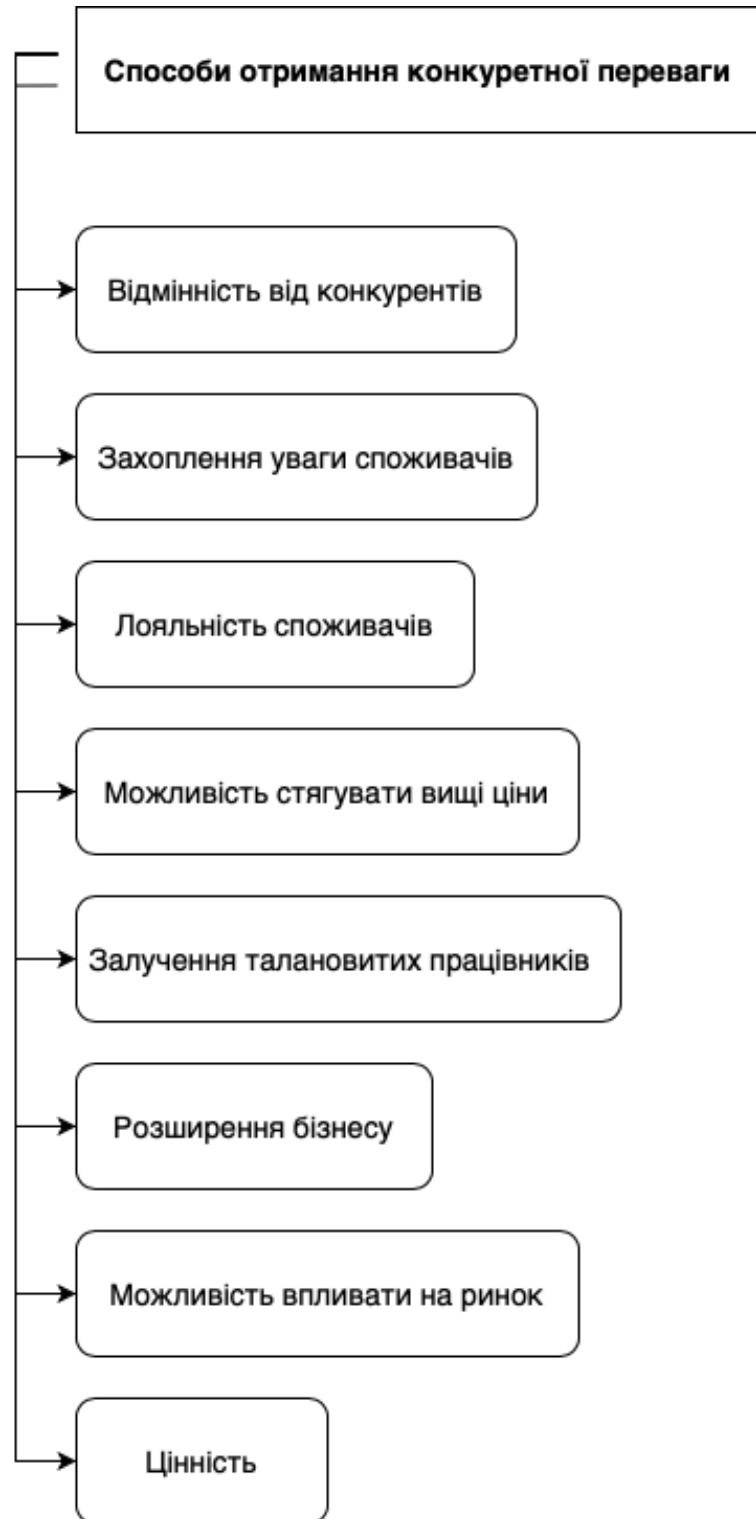 Способи отримання конкуретної переваги
Відмінність від конкурентів
Захоплення уваги споживачів
Лояльність споживачів
Можливість стягувати вищі ціни
Залучення талановитих працівників
Розширення бізнесу
Можливість впливати на ринок
Цінність